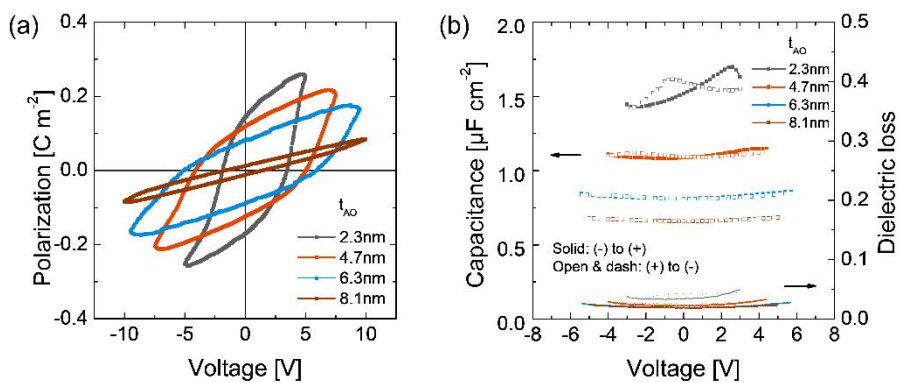 (a)
Polarization [C m⁻²]
0.4
0.2
0.0
-0.2
-0.4
t_AO
2.3nm
4.7nm
6.3nm
8.1nm
-10 -5 0 5 10
Voltage [V]
(b)
Capacitance [µF cm⁻²]
2.0
1.5
1.0
0.5
0.0
t_AO
2.3nm
4.7nm
6.3nm
8.1nm
Solid: (-) to (+)
Open & dash: (+) to (-)
-8 -6 -4 -2 0 2 4 6 8
Voltage [V]
0.5
0.4
0.3
0.2
0.1
0.0
Dielectric loss